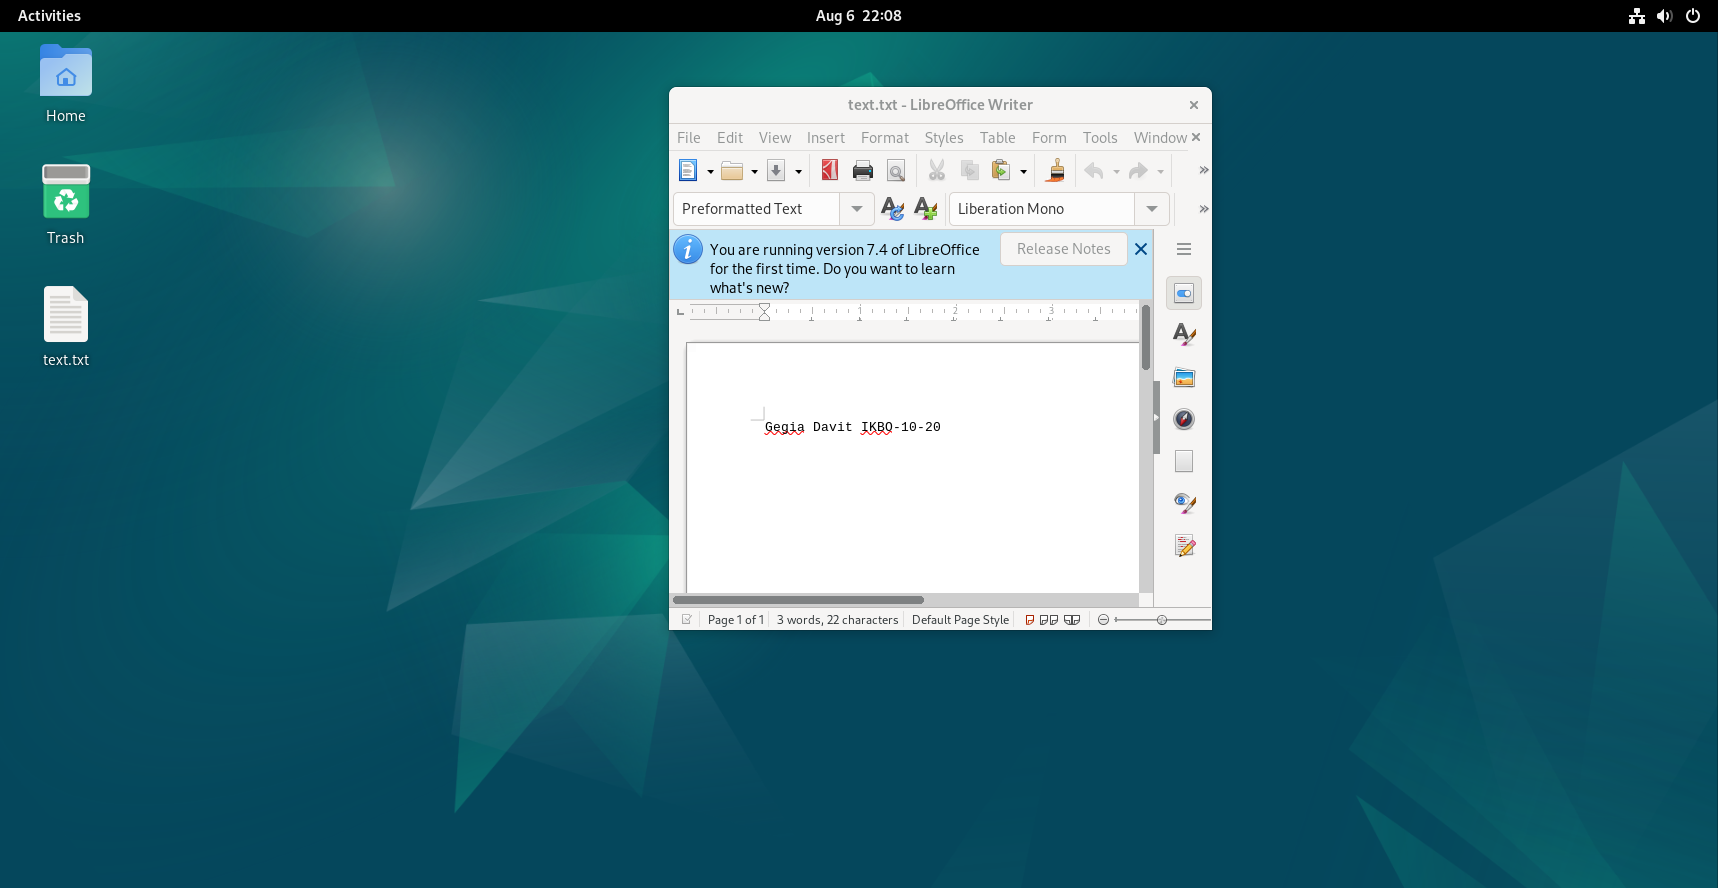 Activities
Aug 6 22:08
Home
Trash
text.txt
text.txt - LibreOffice Writer
File Edit View Insert Format Styles Table Form Tools Window
Preformatted Text
Liberation Mono
You are running version 7.4 of LibreOffice
for the first time. Do you want to learn
what's new?
Release Notes
1 2 3
Gegia Davit IKBO-10-20
Page 1 of 1
3 words, 22 characters
Default Page Style